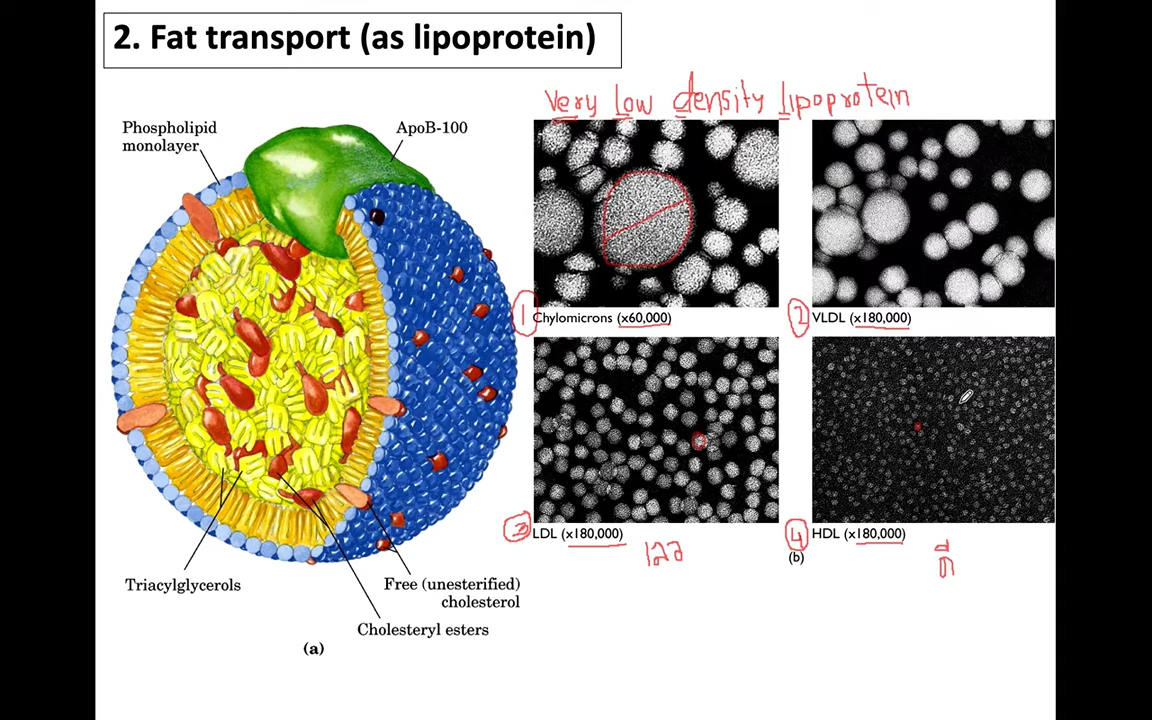 2. Fat transport (as lipoprotein)
Very Low density lipoprotein
Phospholipid
monolayer
ApoB-100
1 Chylomicrons (x60,000)
2 VLDL (x180,000)
3 LDL (x180,000)
4 HDL (x180,000)
(b)
Triacylglycerols
Free (unesterified)
cholesterol
Cholesteryl esters
(a)